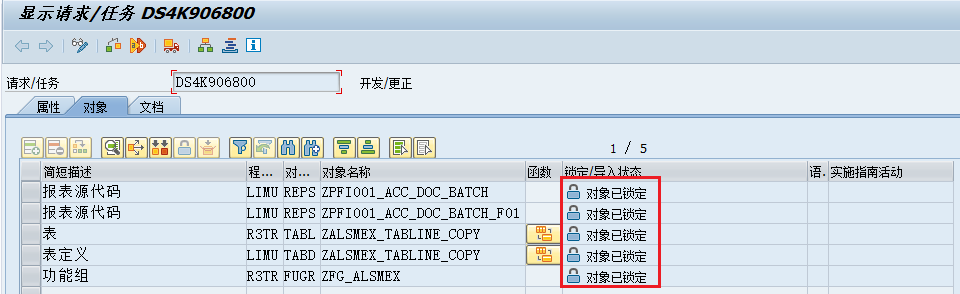 显示请求/任务 DS4K906800
请求/任务 DS4K906800 开发/更正
属性 对象 文档
1 / 5
简短描述 程... 对... 对象名称 函数 锁定/导入状态 语. 实施指南活动
报表源代码 LIMU REPS ZPFI001_ACC_DOC_BATCH 对象已锁定
报表源代码 LIMU REPS ZPFI001_ACC_DOC_BATCH_F01 对象已锁定
表 R3TR TABL ZALSMEX_TABLINE_COPY 对象已锁定
表定义 LIMU TABD ZALSMEX_TABLINE_COPY 对象已锁定
功能组 R3TR FUGR ZFG_ALSMEX 对象已锁定